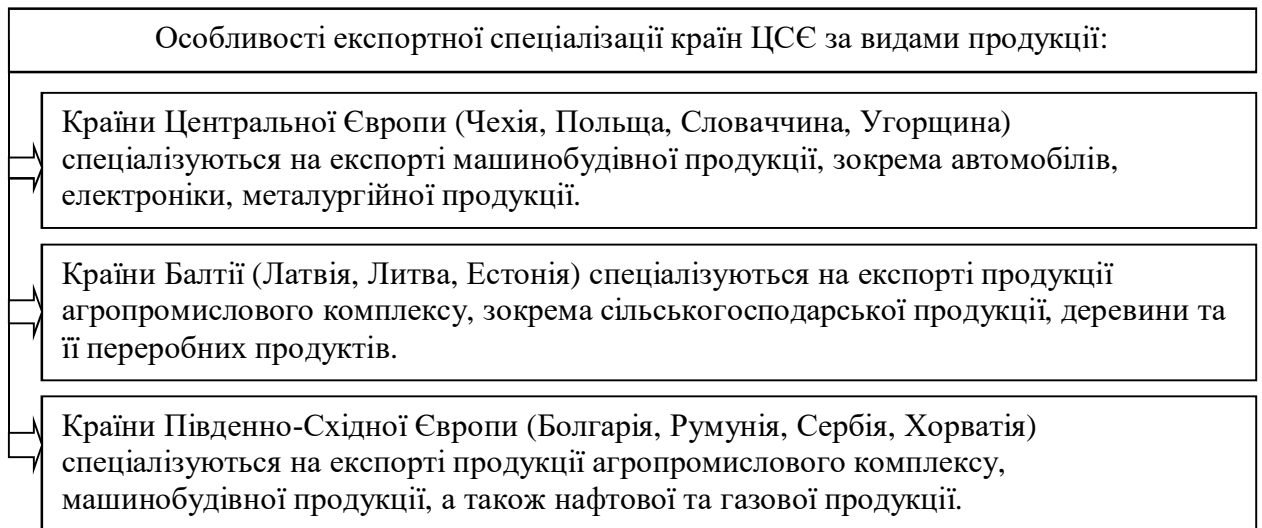 Особливості експортної спеціалізації країн ЦСЄ за видами продукції:
Країни Центральної Європи (Чехія, Польща, Словаччина, Угорщина)
спеціалізуються на експорті машинобудівної продукції, зокрема автомобілів,
електроніки, металургійної продукції.
Країни Балтії (Латвія, Литва, Естонія) спеціалізуються на експорті продукції
агропромислового комплексу, зокрема сільськогосподарської продукції, деревини та
її переробних продуктів.
Країни Південно-Східної Європи (Болгарія, Румунія, Сербія, Хорватія)
спеціалізуються на експорті продукції агропромислового комплексу,
машинобудівної продукції, а також нафтової та газової продукції.